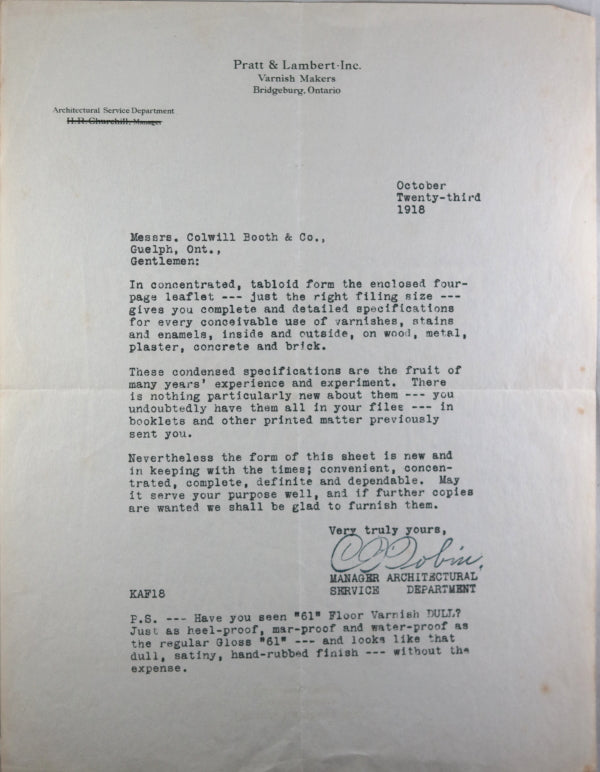 Pratt & Lambert-Inc.
Varnish Makers
Bridgeburg, Ontario
Architectural Service Department
H. R. Churchill, Manager
October
Twenty-third
1918
Messrs. Colwill Booth & Co.,
Guelph, Ont.,
Gentlemen:
In concentrated, tabloid form the enclosed four-
page leaflet --- just the right filing size ---
gives you complete and detailed specifications
for every conceivable use of varnishes, stains
and enamels, inside and outside, on wood, metal,
plaster, concrete and brick.
These condensed specifications are the fruit of
many years' experience and experiment. There
is nothing particularly new about them --- you
undoubtedly have them all in your files --- in
booklets and other printed matter previously
sent you.
Nevertheless the form of this sheet is new and
in keeping with the times; convenient, concen-
trated, complete, definite and dependable. May
it serve your purpose well, and if further copies
are wanted we shall be glad to furnish them.
Very truly yours,
Tobin.
MANAGER ARCHITECTURAL
SERVICE DEPARTMENT
KAF18
P.S. --- Have you seen "61" Floor Varnish DULL?
Just as heel-proof, mar-proof and water-proof as
the regular Gloss "61" --- and looks like that
dull, satiny, hand-rubbed finish --- without the
expense.